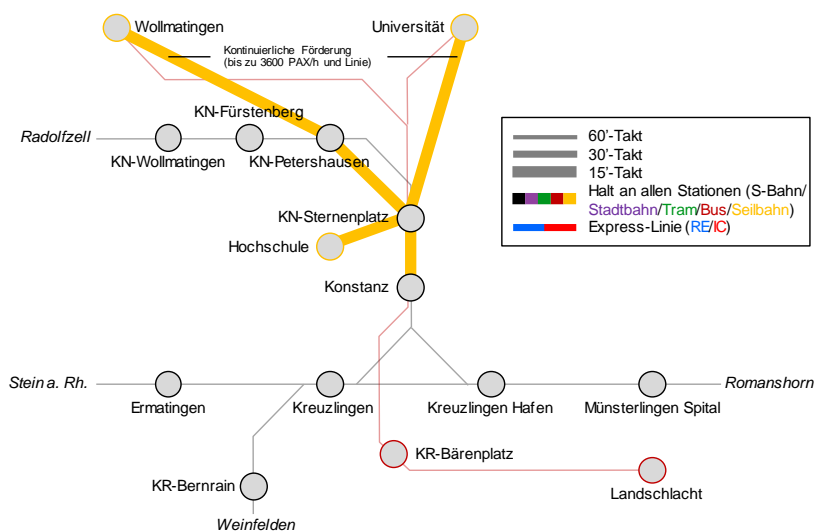 Wollmatingen
Universität
Kontinuierliche Förderung
(bis zu 3600 PAX/h und Linie)
KN-Fürstenberg
Radolfzell
KN-Wollmatingen
KN-Petershausen
60'-Takt
30'-Takt
15'-Takt
Halt an allen Stationen (S-Bahn/
Stadtbahn/Tram/Bus/Seilbahn)
Express-Linie (RE/IC)
KN-Sternenplatz
Hochschule
Konstanz
Stein a. Rh.
Romanshorn
Ermatingen
Kreuzlingen
Kreuzlingen Hafen
Münsterlingen Spital
KR-Bärenplatz
KR-Bernrain
Landschlacht
Weinfelden